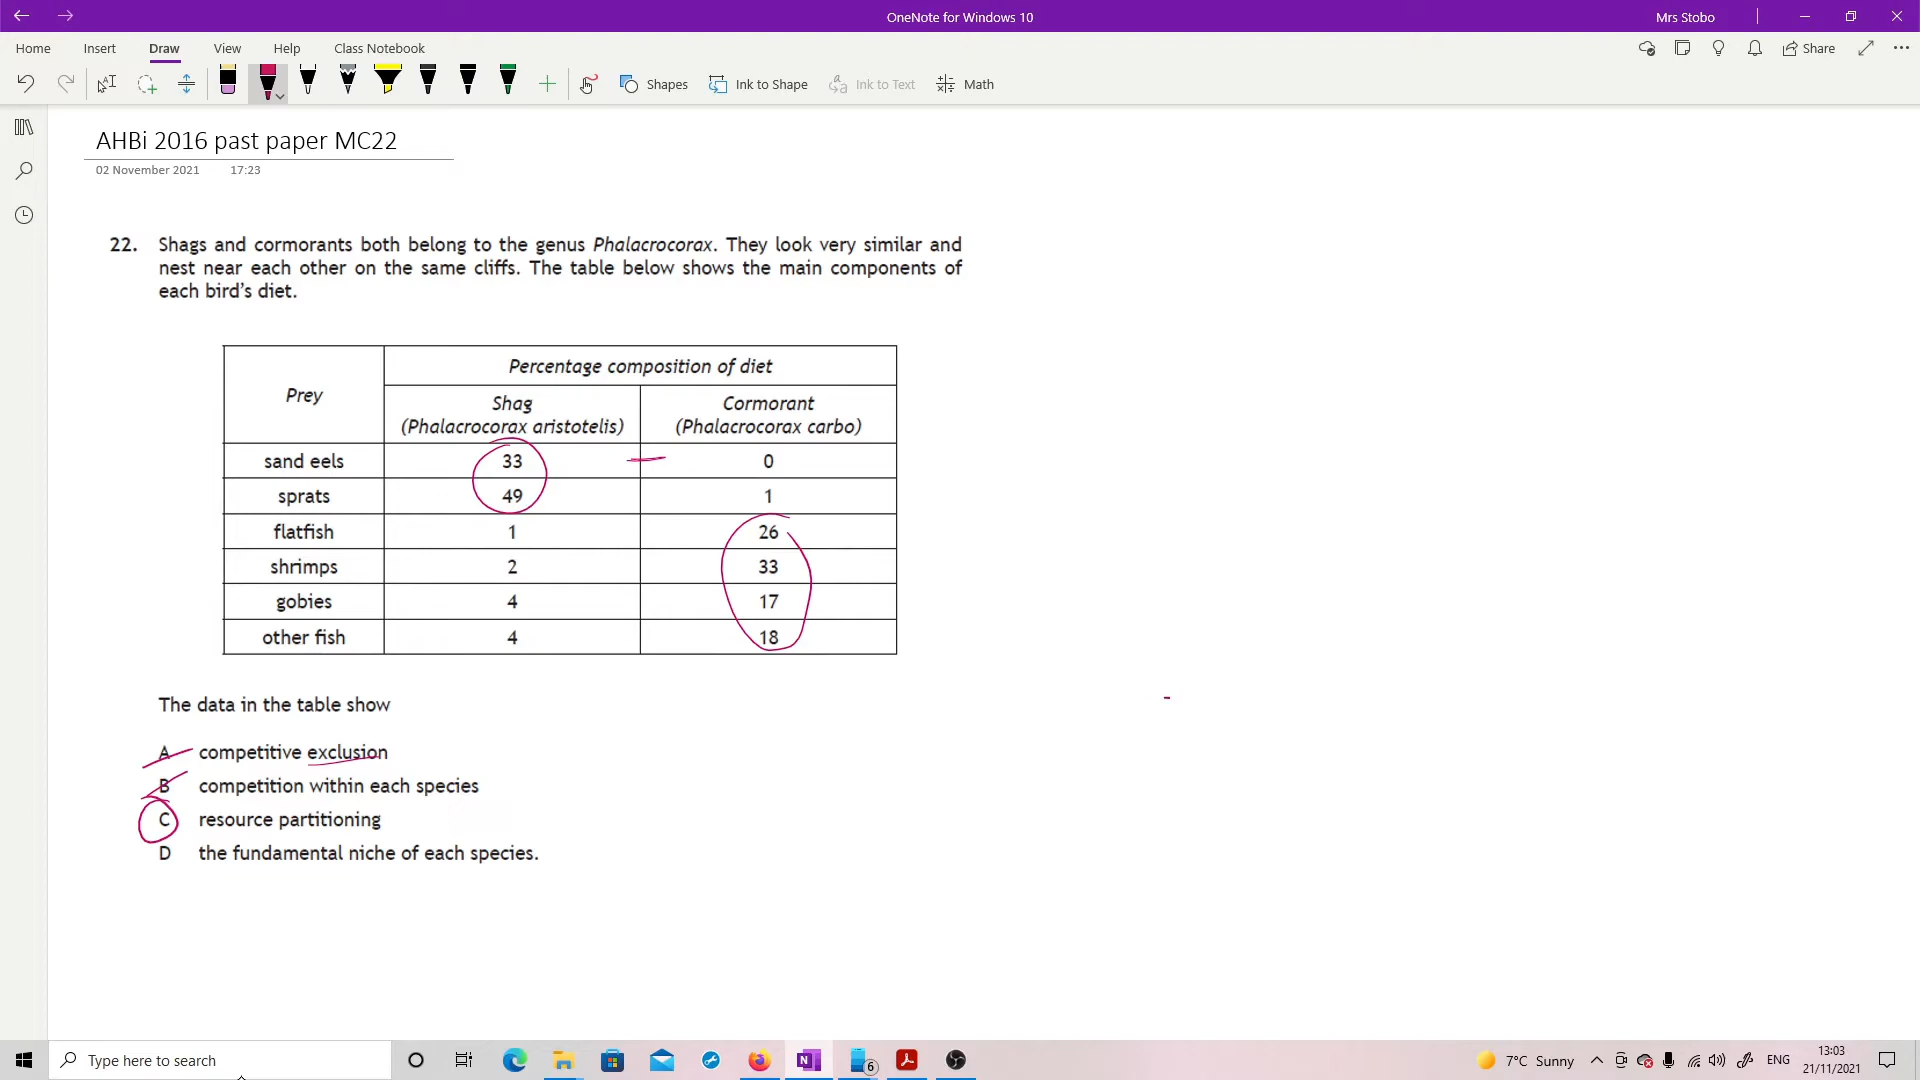 OneNote for Windows 10
Mrs Stobo
Home Insert Draw View Help Class Notebook
Share
Shapes Ink to Shape Ink to Text Math
AHBi 2016 past paper MC22
02 November 2021 17:23
22. Shags and cormorants both belong to the genus Phalacrocorax. They look very similar and
nest near each other on the same cliffs. The table below shows the main components of
each bird's diet.
Prey
Percentage composition of diet
Shag
(Phalacrocorax aristotelis)
Cormorant
(Phalacrocorax carbo)
sand eels 33 0
sprats 49 1
flatfish 1 26
shrimps 2 33
gobies 4 17
other fish 4 18
The data in the table show
A competitive exclusion
B competition within each species
C resource partitioning
D the fundamental niche of each species.
Type here to search
6
7°C Sunny
ENG
13:03
21/11/2021